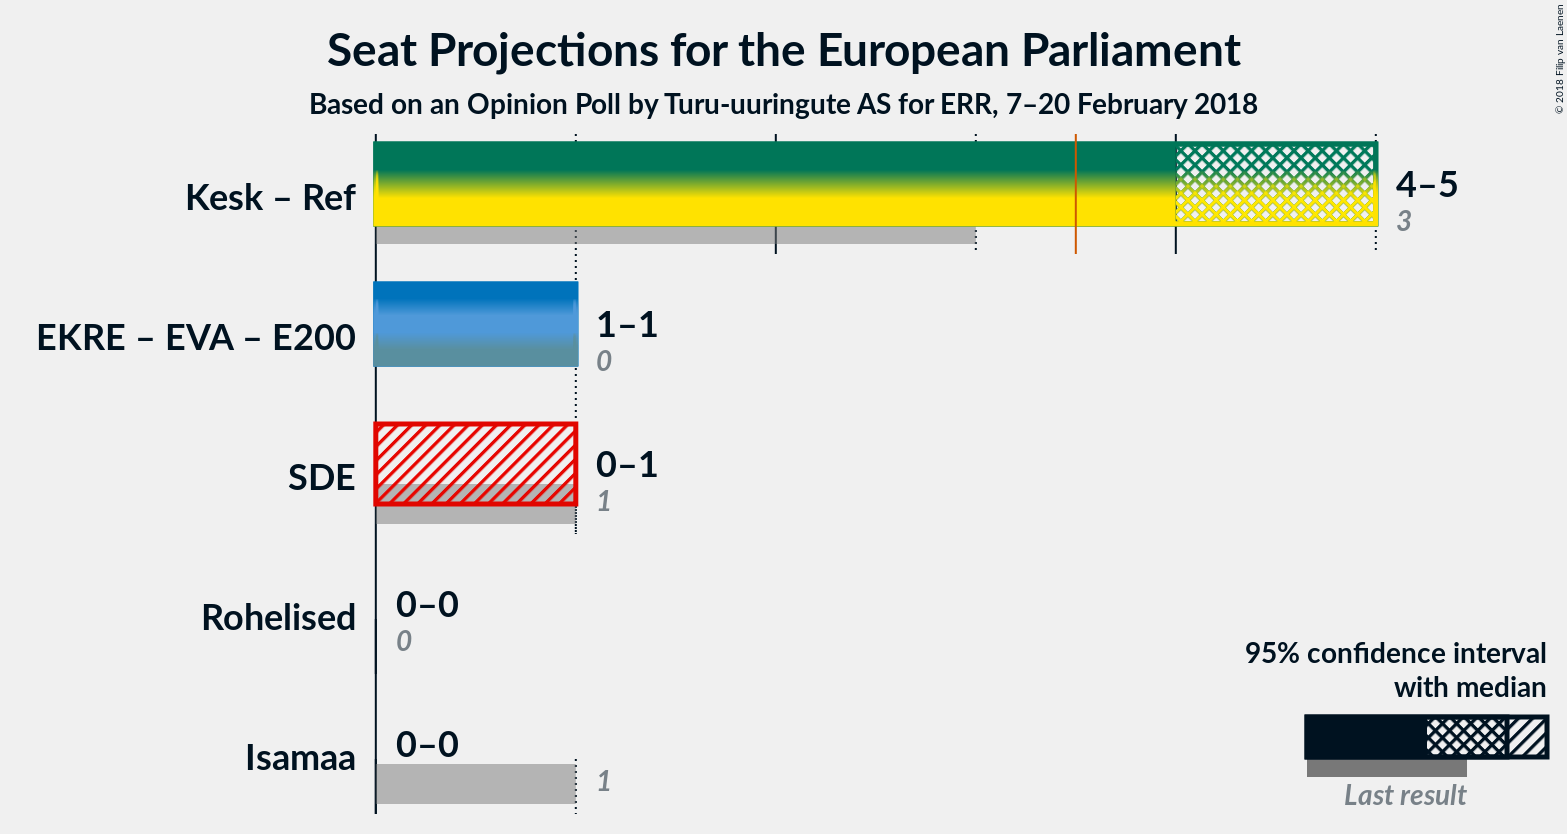 Seat Projections for the European Parliament
Based on an Opinion Poll by Turu-uuringute AS for ERR, 7–20 February 2018
© 2018 Filip van Laenen
Kesk – Ref
4–5
3
EKRE – EVA – E200
1–1
0
SDE
0–1
1
Rohelised
0–0
0
Isamaa
0–0
1
95% confidence interval
with median
Last result